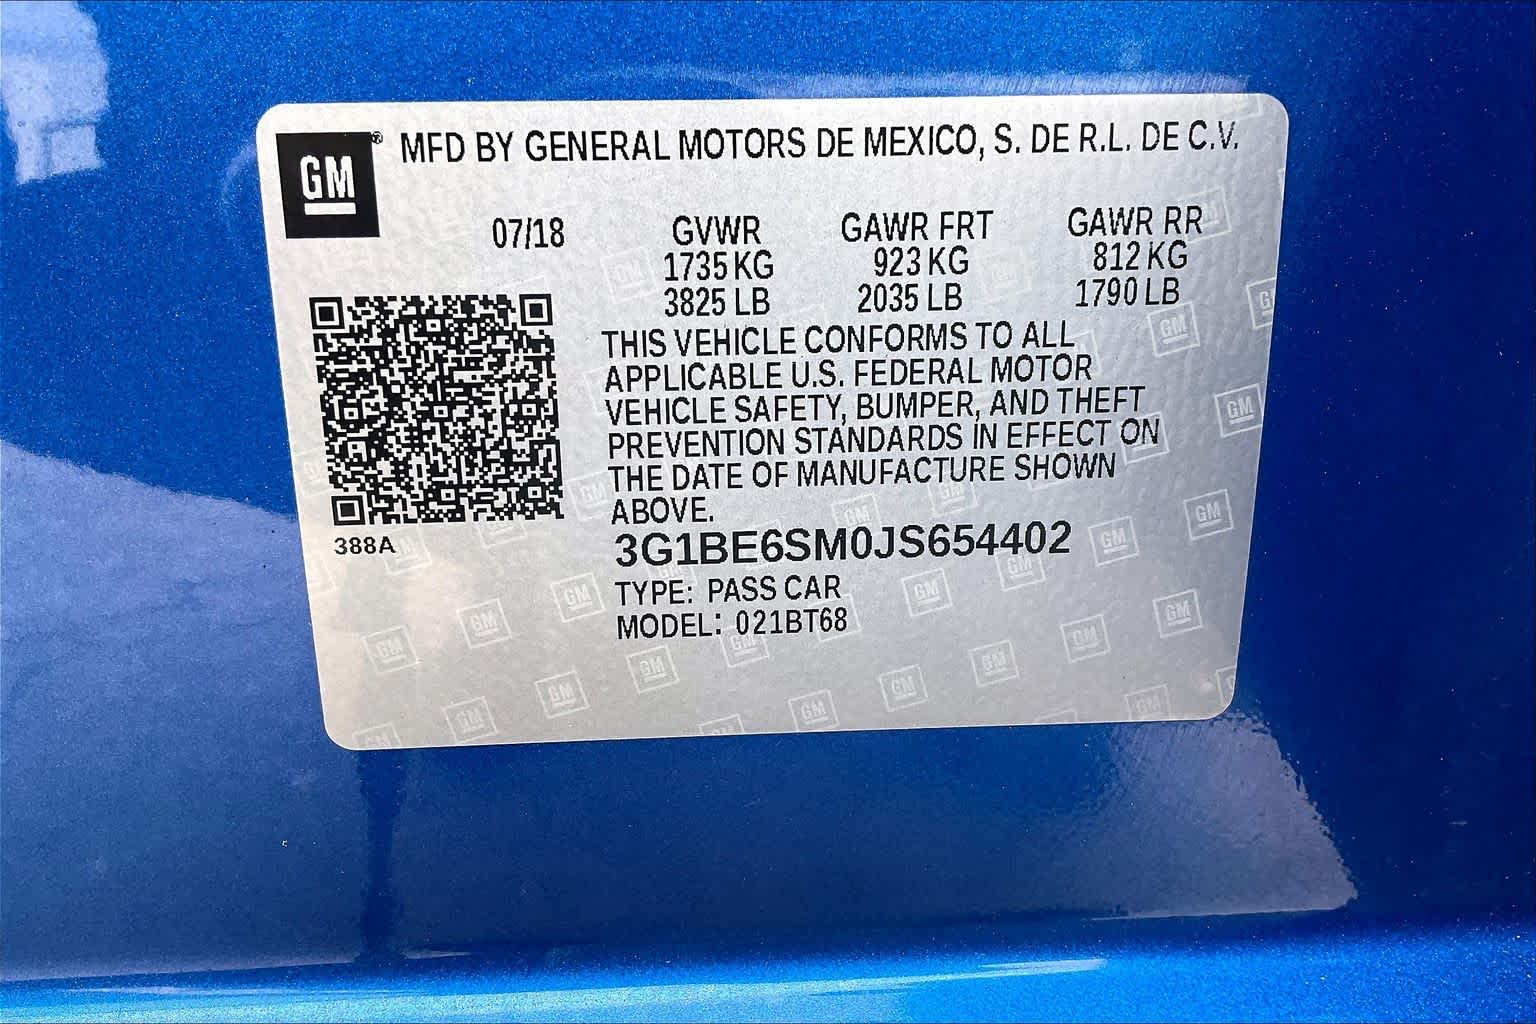 GM® MFD BY GENERAL MOTORS DE MEXICO, S. DE R.L. DE C.V.
07/18 GVWR GAWR FRT GAWR RR
1735 KG 923 KG 812 KG
3825 LB 2035 LB 1790 LB
THIS VEHICLE CONFORMS TO ALL
APPLICABLE U.S. FEDERAL MOTOR
VEHICLE SAFETY, BUMPER, AND THEFT
PREVENTION STANDARDS IN EFFECT ON
THE DATE OF MANUFACTURE SHOWN
ABOVE.
388A
3G1BE6SM0JS654402
TYPE: PASS CAR
MODEL: 021BT68